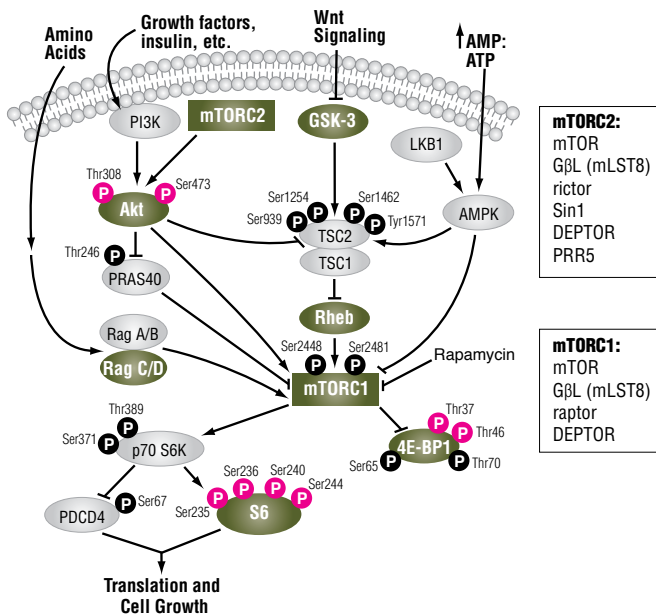 Amino
Acids
Growth factors,
insulin, etc.
Wnt
Signaling
AMP:
ATP
PI3K
mTORC2
GSK-3
LKB1
Thr308
P
P
Ser473
Akt
Ser1254
Ser1462
Ser939
P
P
P
P
Tyr1571
TSC2
TSC1
AMPK
Thr246
P
PRAS40
Rheb
Rag A/B
Rag C/D
Ser2448
Ser2481
P
P
mTORC1
Rapamycin
Thr389
P
Ser371
P
p70 S6K
Thr37
P
P
Thr46
4E-BP1
Ser65
P
P
Thr70
Ser236
Ser240
P
P
P
P
Ser244
Ser235
S6
P
Ser67
PDCD4
Translation and
Cell Growth
mTORC2:
mTOR
GβL (mLST8)
rictor
Sin1
DEPTOR
PRR5
mTORC1:
mTOR
GβL (mLST8)
raptor
DEPTOR